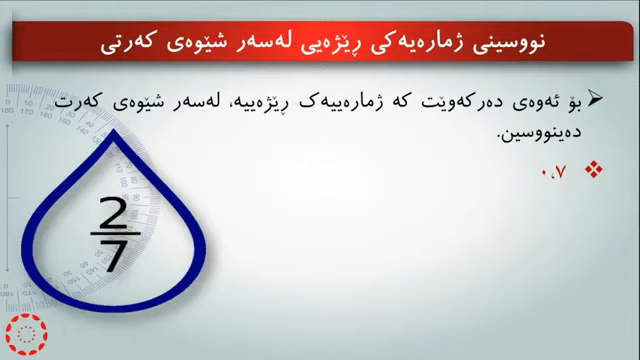 نووسینی ژمارەیەکی ڕێژەیی لەسەر شێوەی کەرتی
بۆ ئەوەی دەرکەوێت کە ژمارەییەک ڕێژەییە، لەسەر شێوەی کەرت
دەینووسین.
٠,٧
2
7